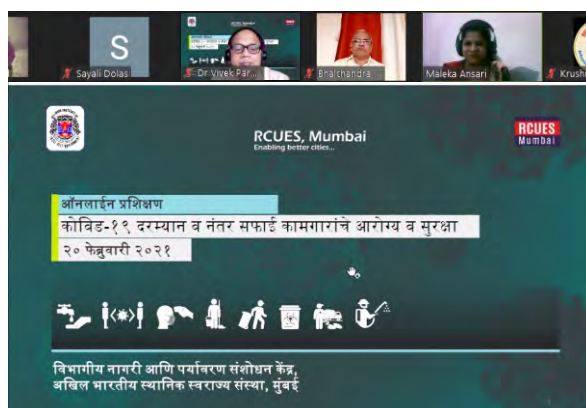 S
Sayali Dolas
Dr Vivek Par...
Bhalchandra
Maleka Ansari
Krush
RCUES, Mumbai
Enabling better cities...
RCUES
Mumbai
ऑनलाईन प्रशिक्षण
कोविड-१९ दरम्यान व नंतर सफाई कामगारांचे आरोग्य व सुरक्षा
२० फेब्रुवारी २०२१
विभागीय नागरी आणि पर्यावरण संशोधन केंद्र,
अखिल भारतीय स्थानिक स्वराज्य संस्था, मुंबई